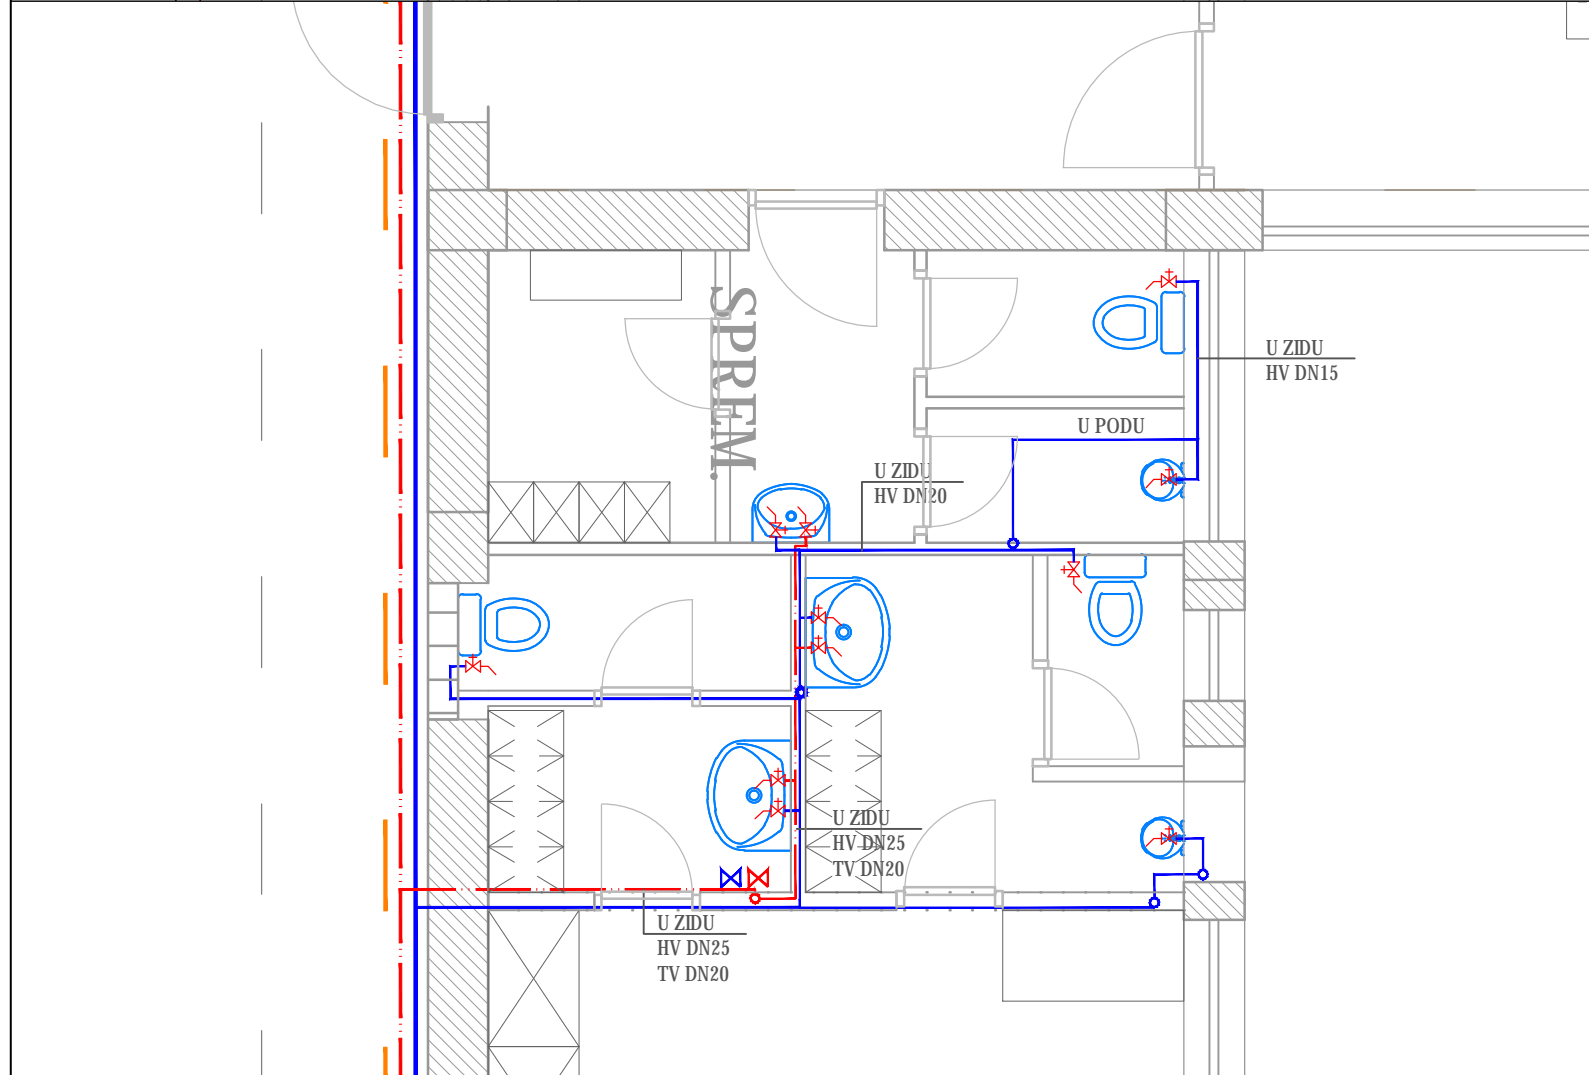 U ZIDU
HV DN15
U PODU
SPREM.
U ZIDU
HV DN20
U ZIDU
HV DN25
TV DN20
U ZIDU
HV DN25
TV DN20